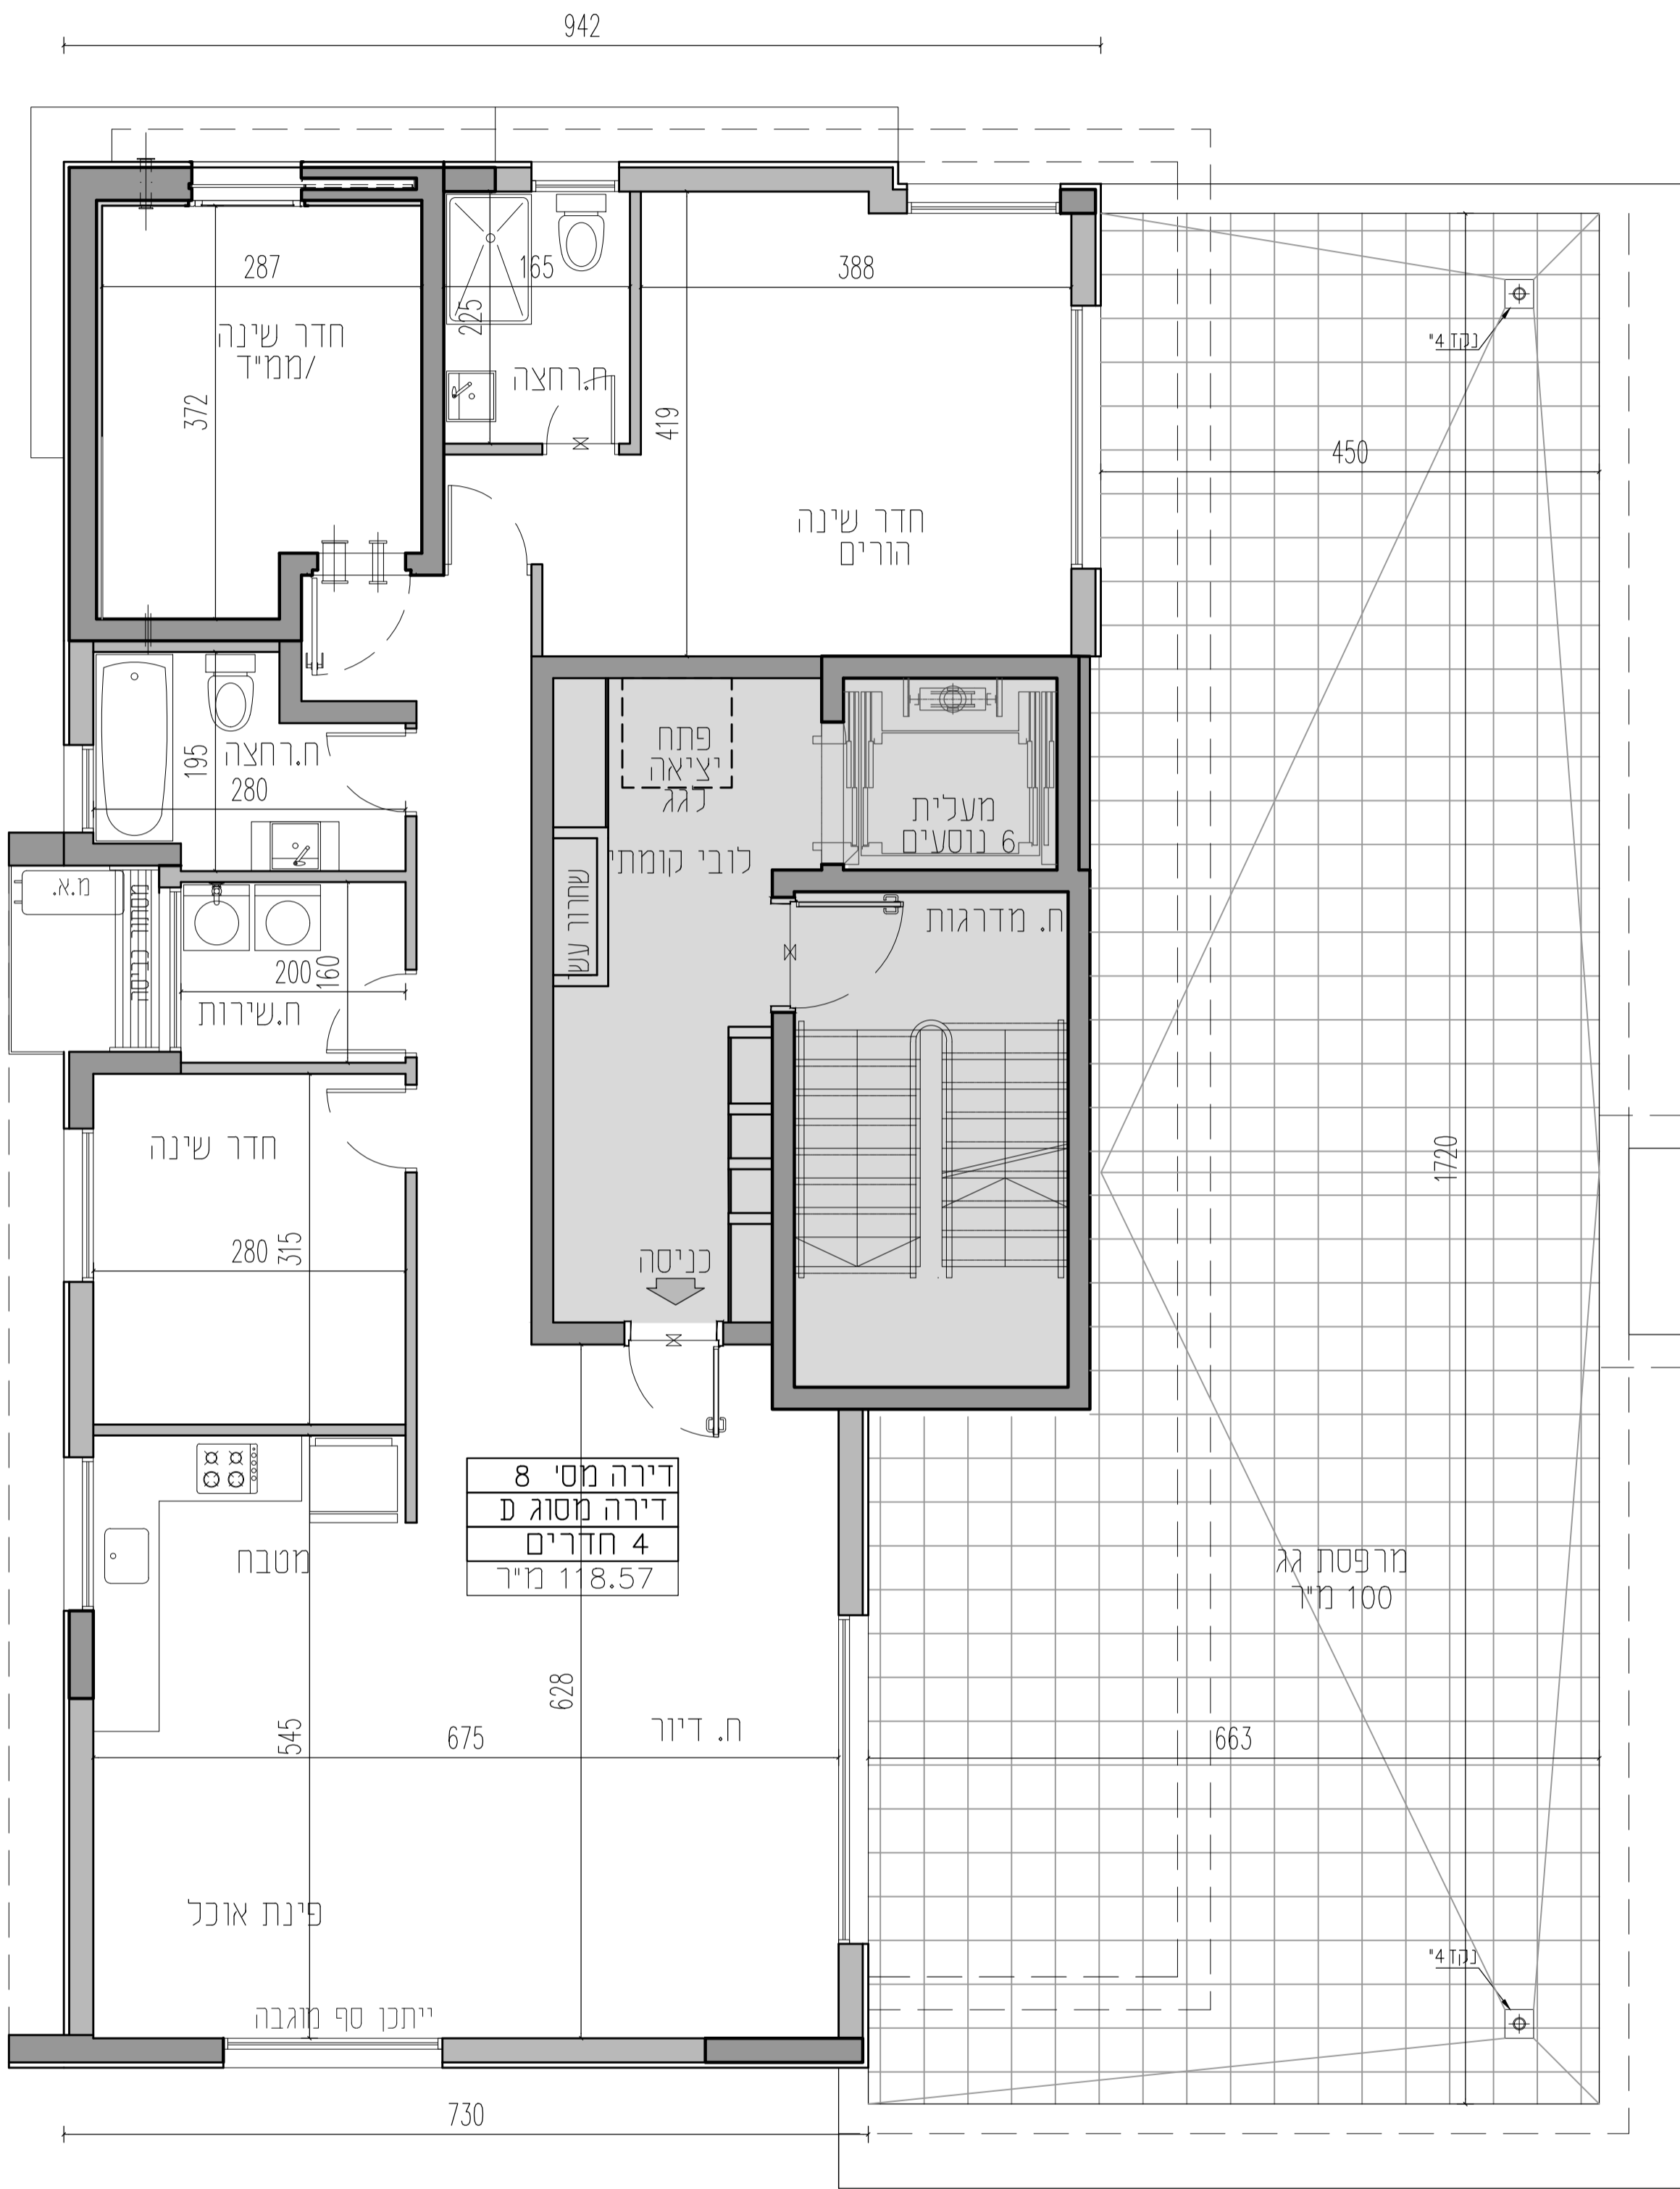 942
287
165
388
חדר שינה
/ממ"ד
225
372
ח.רחצה
419
נקז 4"
450
חדר שינה
הורים
195
ח.רחצה
280
פתח
יציאה
לגג
מעלית
6 נוסעים
לובי קומתי
שחרור עשן
מ.א.
מסתור כביסה
ח. מדרגות
200
160
ח.שירות
חדר שינה
280
315
כניסה
1720
דירה מס' 8
דירה מסוג D
4 חדרים
118.57 מ"ר
מטבח
מרפסת גג
100 מ"ר
628
545
675
ח. דיור
663
פינת אוכל
נקז 4"
ייתכן סף מוגבה
730